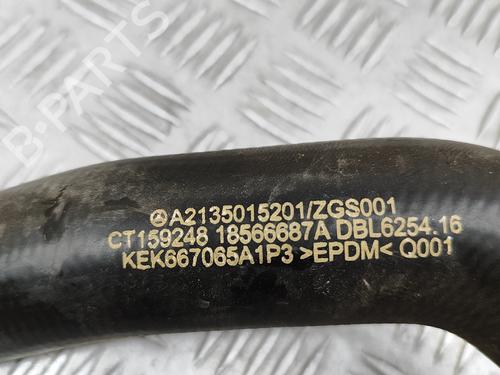 B-PARTS
A2135015201/ZGS001
CT159248 18566687A DBL6254.16
KEK667065A1P3 >EPDM< Q001